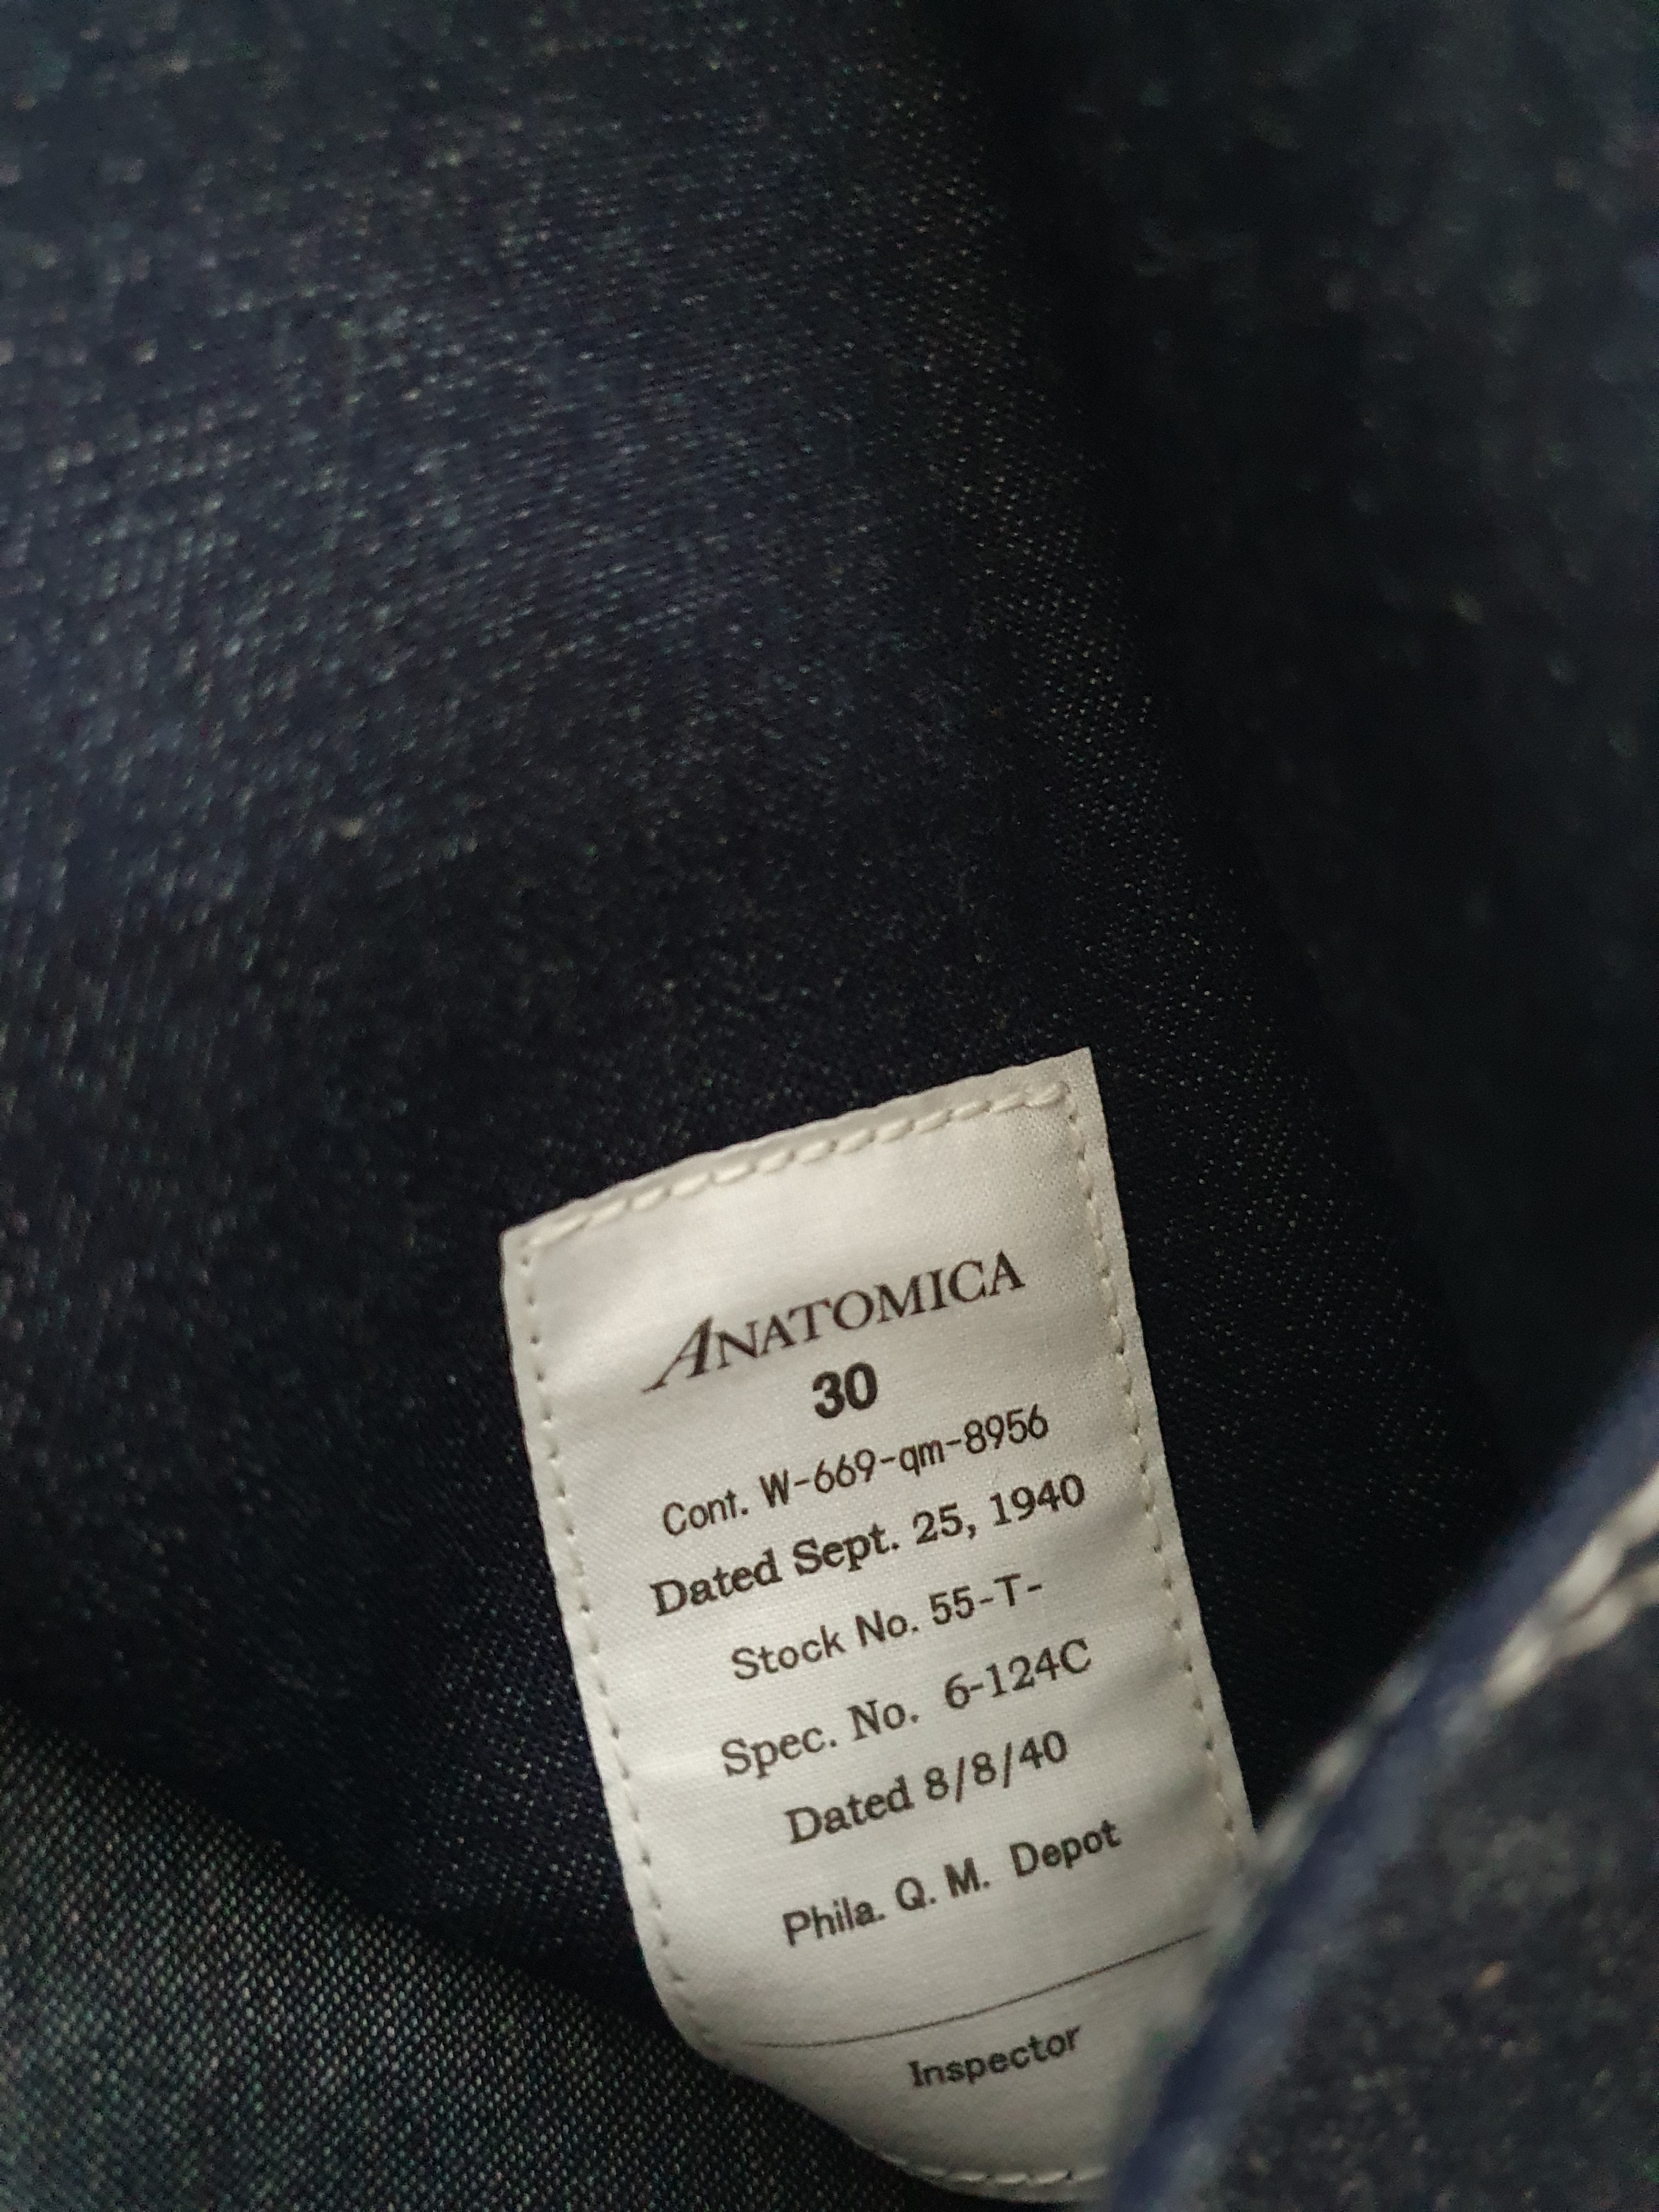 ANATOMICA
30
Cont. W-669-qm-8956
Dated Sept. 25, 1940
Stock No. 55-T-
Spec. No. 6-124C
Dated 8/8/40
Phila. Q. M. Depot
Inspector